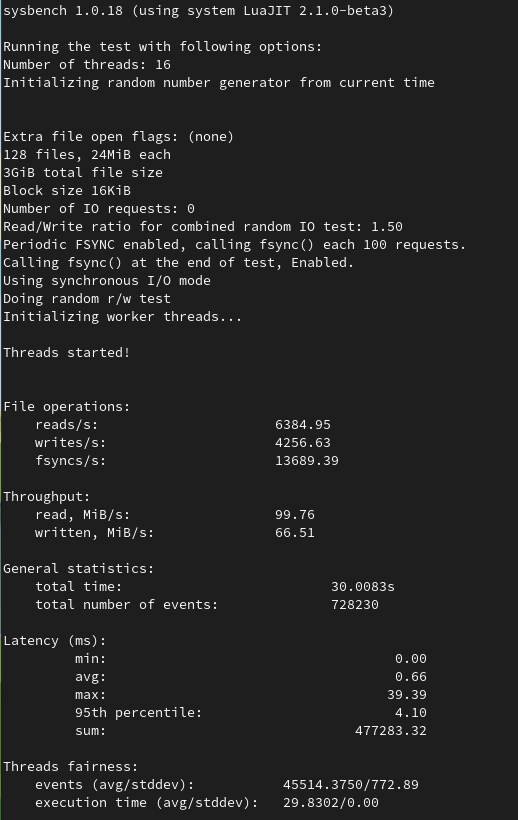 sysbench 1.0.18 (using system LuaJIT 2.1.0-beta3)
Running the test with following options:
Number of threads: 16
Initializing random number generator from current time
Extra file open flags: (none)
128 files, 24MiB each
3GiB total file size
Block size 16KiB
Number of IO requests: 0
Read/Write ratio for combined random IO test: 1.50
Periodic FSYNC enabled, calling fsync() each 100 requests.
Calling fsync() at the end of test, Enabled.
Using synchronous I/O mode
Doing random r/w test
Initializing worker threads...
Threads started!
File operations:
reads/s: 6384.95
writes/s: 4256.63
fsyncs/s: 13689.39
Throughput:
read, MiB/s: 99.76
written, MiB/s: 66.51
General statistics:
total time: 30.0083s
total number of events: 728230
Latency (ms):
min: 0.00
avg: 0.66
max: 39.39
95th percentile: 4.10
sum: 477283.32
Threads fairness:
events (avg/stddev): 45514.3750/772.89
execution time (avg/stddev): 29.8302/0.00